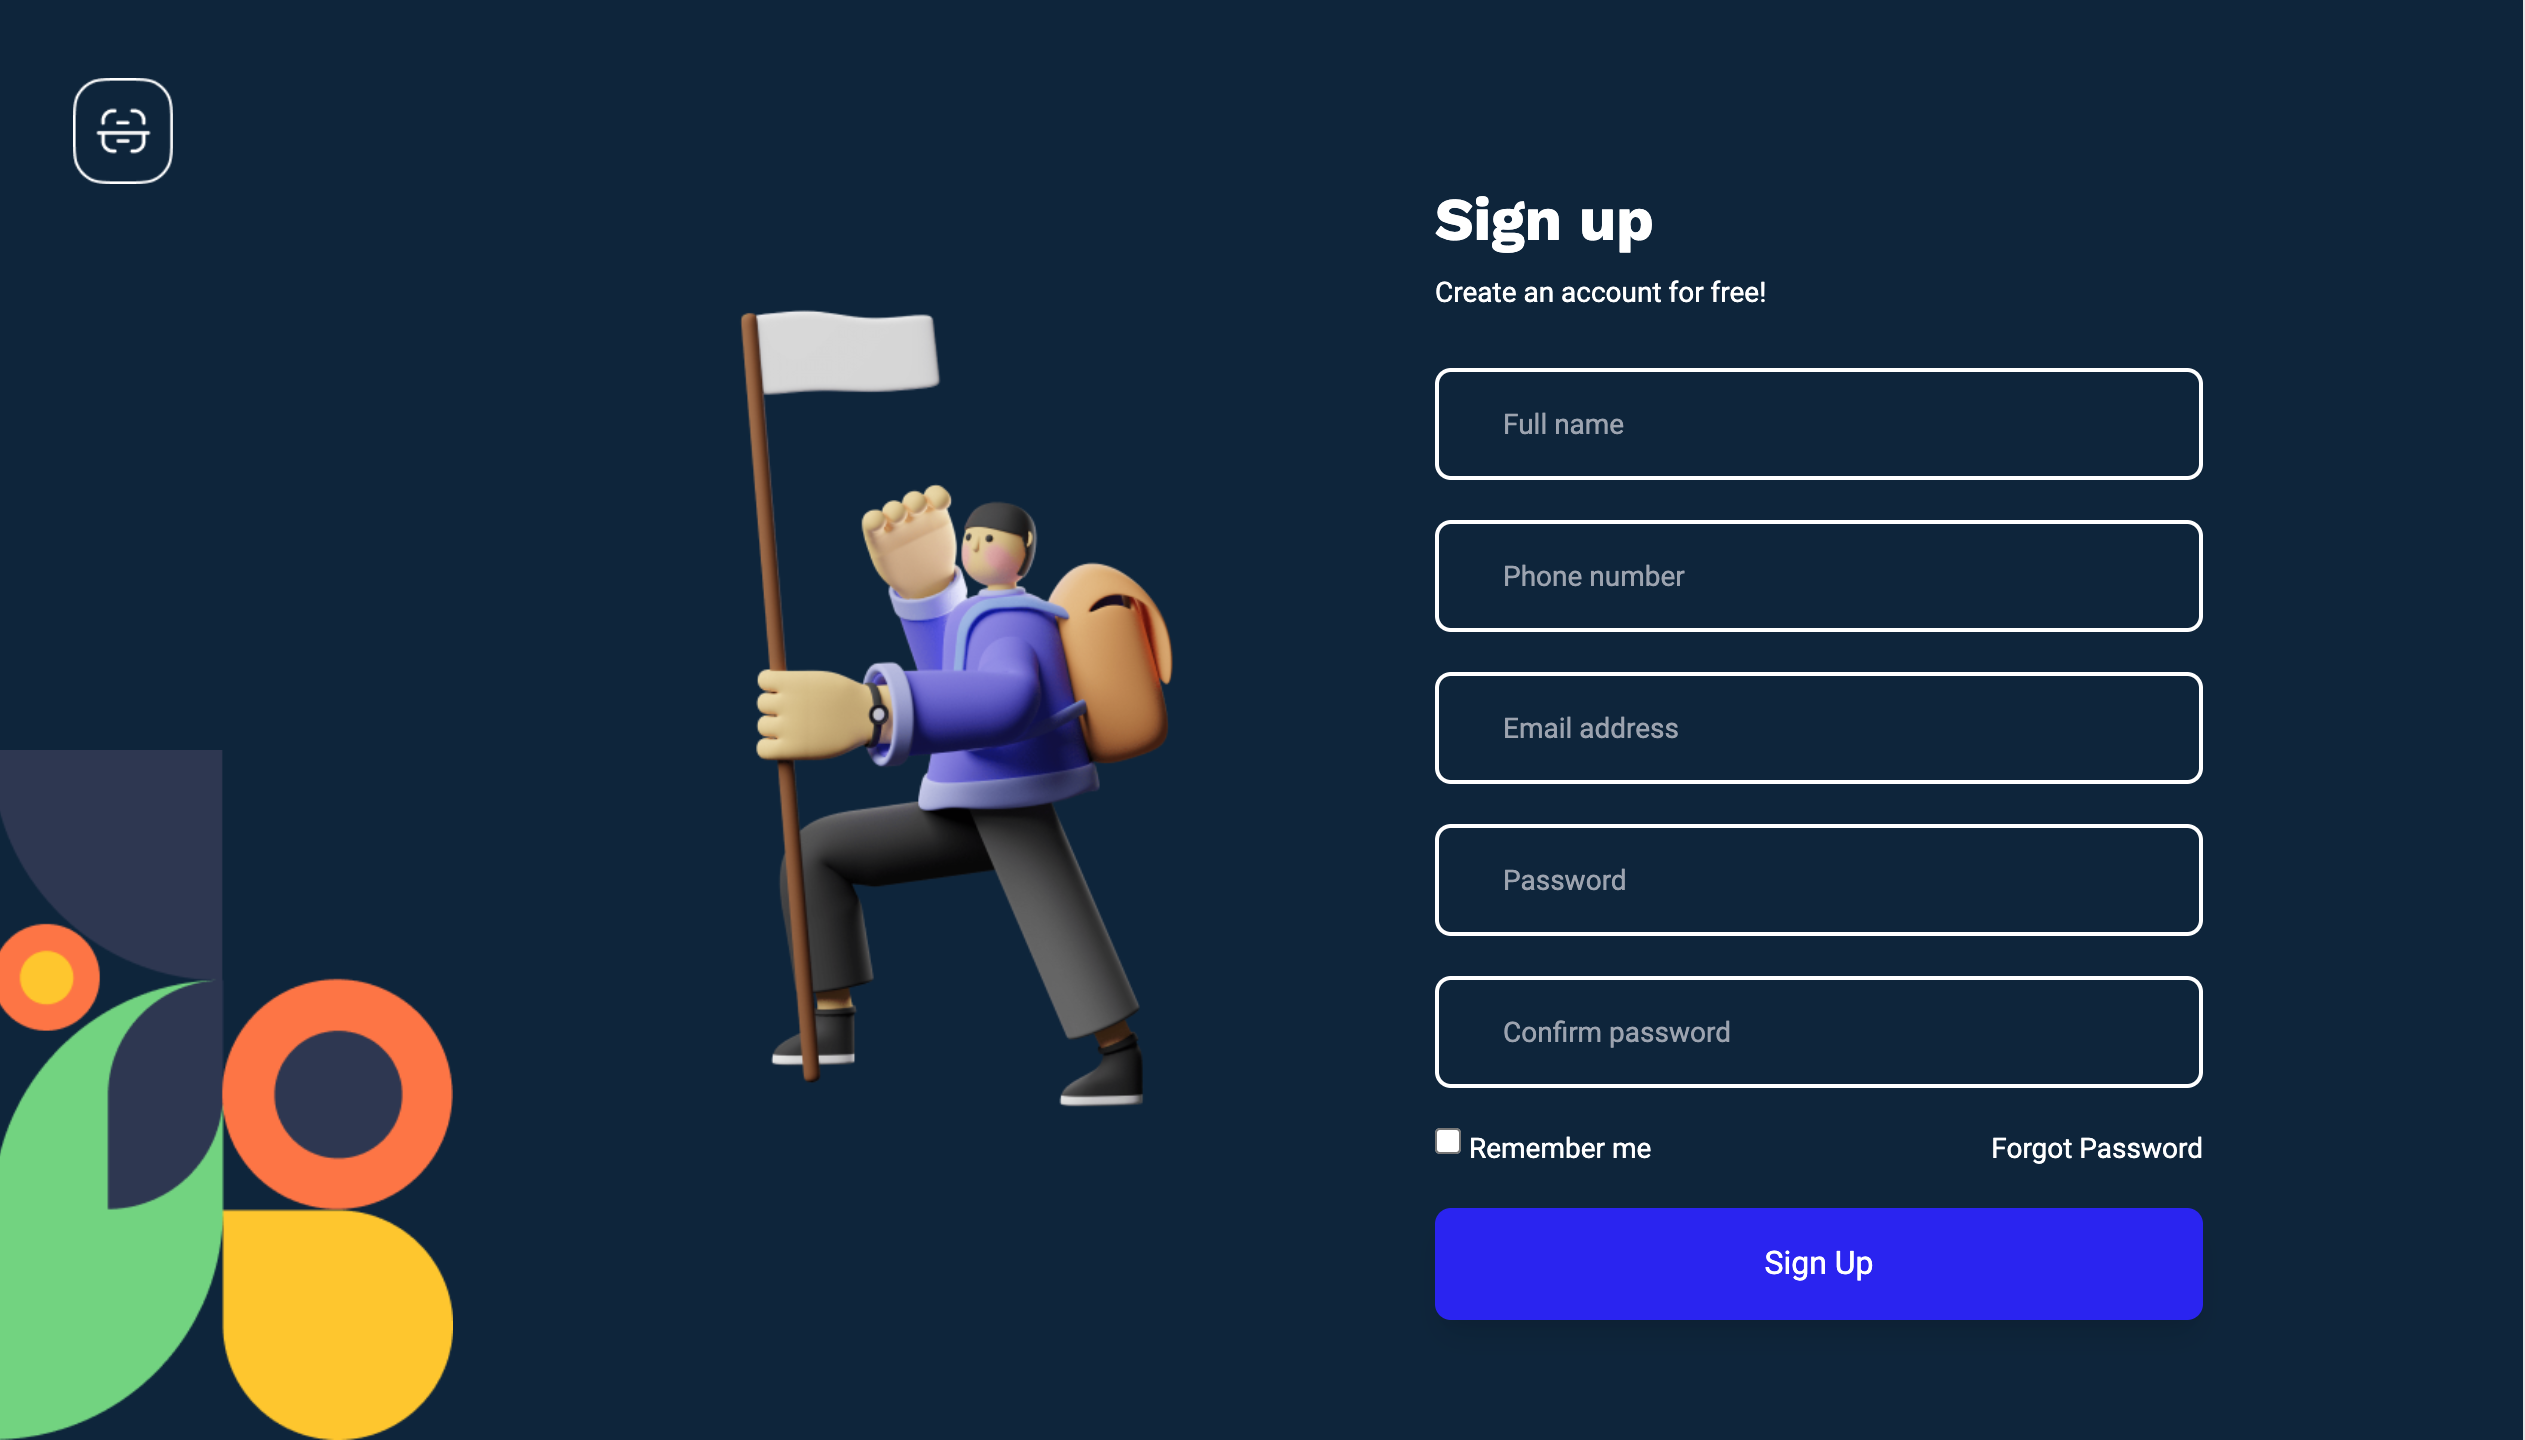 Sign up
Create an account for free!
Full name
Phone number
Email address
Password
Confirm password
Remember me
Forgot Password
Sign Up